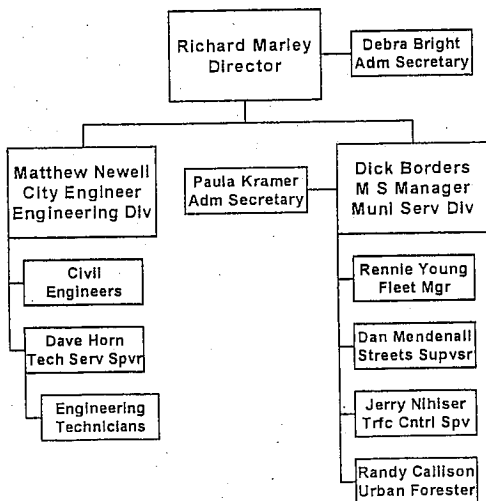 Richard Marley
Director
Debra Bright
Adm Secretary
Matthew Newell
City Engineer
Engineering Div
Paula Kramer
Adm Secretary
Dick Borders
M S Manager
Muni Serv Div
Civil
Engineers
Rennie Young
Fleet Mgr
Dave Horn
Tech Serv Spvr
Dan Mendenall
Streets Supvsr
Engineering
Technicians
Jerry Nihiser
Trfc Cntrl Spv
Randy Callison
Urban Forester